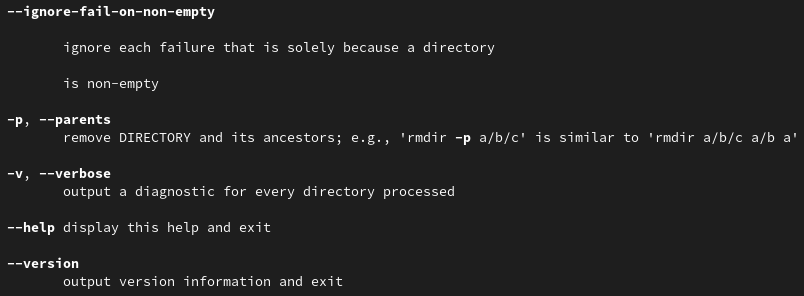 --ignore-fail-on-non-empty
ignore each failure that is solely because a directory
is non-empty
-p, --parents
remove DIRECTORY and its ancestors; e.g., 'rmdir -p a/b/c' is similar to 'rmdir a/b/c a/b a'
-v, --verbose
output a diagnostic for every directory processed
--help display this help and exit
--version
output version information and exit